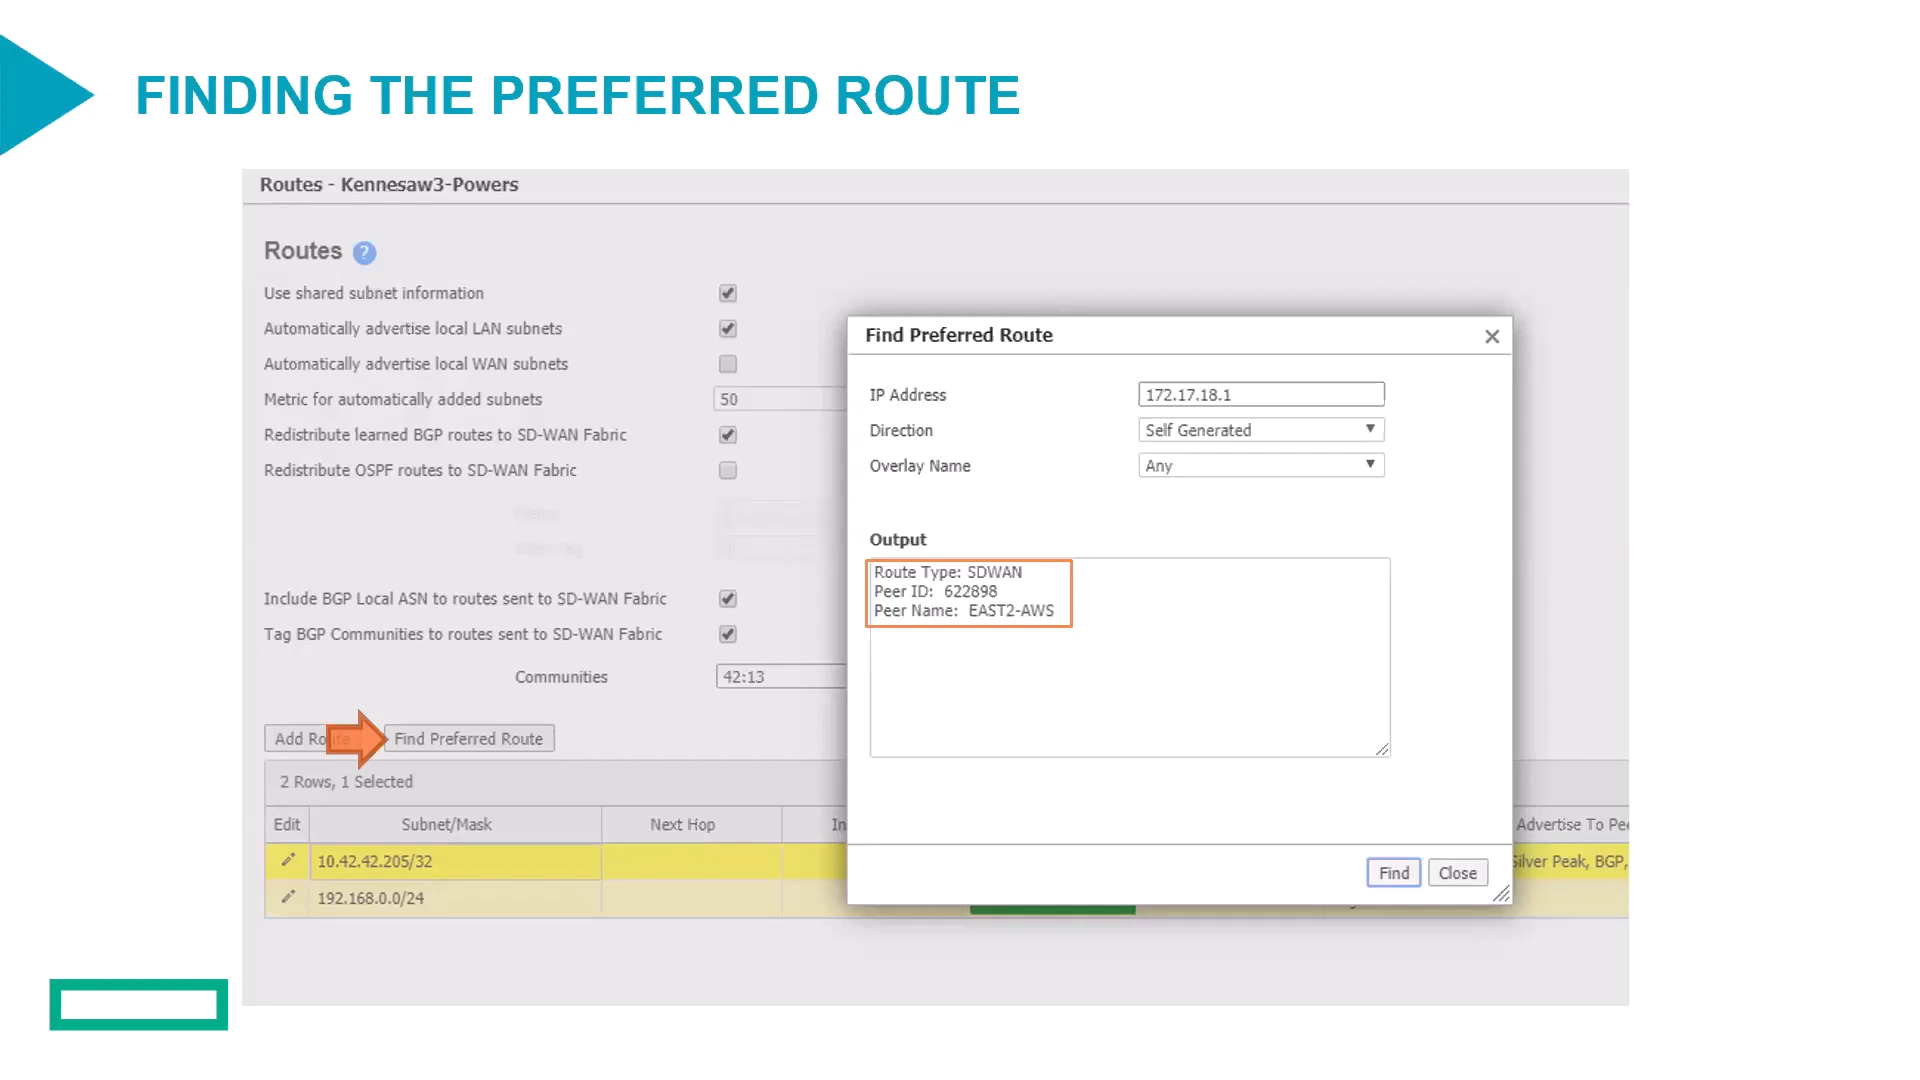 FINDING THE PREFERRED ROUTE
Routes - Kennesaw3-Powers
Routes ?
Use shared subnet information
Automatically advertise local LAN subnets
Automatically advertise local WAN subnets
Metric for automatically added subnets 50
Redistribute learned BGP routes to SD-WAN Fabric
Redistribute OSPF routes to SD-WAN Fabric
Include BGP Local ASN to routes sent to SD-WAN Fabric
Tag BGP Communities to routes sent to SD-WAN Fabric
Communities 42:13
Add Route Find Preferred Route
2 Rows, 1 Selected
Edit Subnet/Mask Next Hop In Advertise To Pee
10.42.42.205/32 Silver Peak, BGP,
192.168.0.0/24
Find Preferred Route
IP Address 172.17.18.1
Direction Self Generated
Overlay Name Any
Output
Route Type: SDWAN
Peer ID: 622898
Peer Name: EAST2-AWS
Find Close